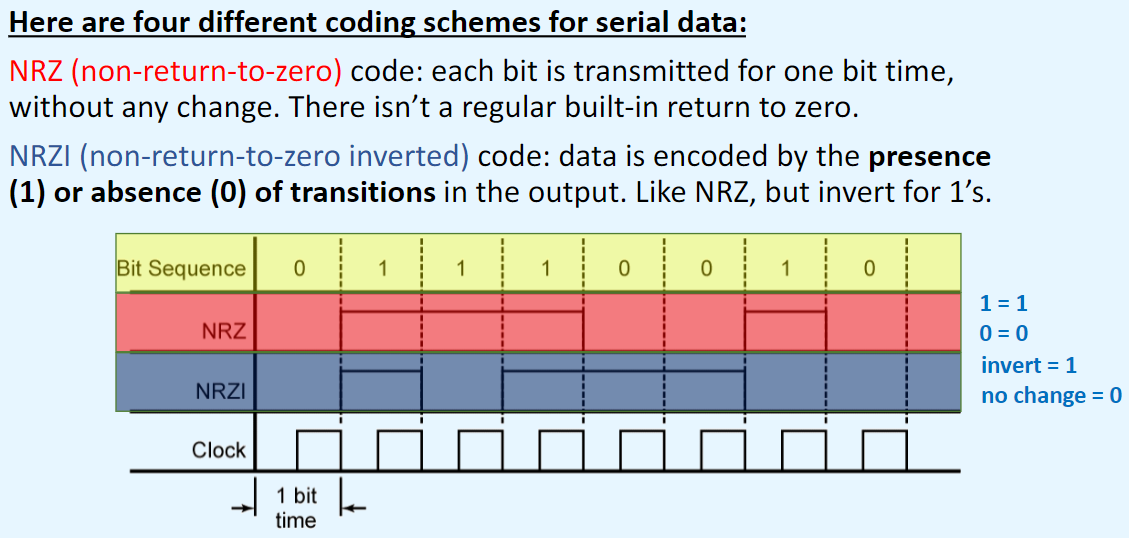 Here are four different coding schemes for serial data:
NRZ (non-return-to-zero) code: each bit is transmitted for one bit time,
without any change. There isn’t a regular built-in return to zero.
NRZI (non-return-to-zero inverted) code: data is encoded by the presence
(1) or absence (0) of transitions in the output. Like NRZ, but invert for 1’s.
Bit Sequence 0 1 1 1 0 0 1 0
NRZ
1 = 1
0 = 0
NRZI
invert = 1
no change = 0
Clock
1 bit
time